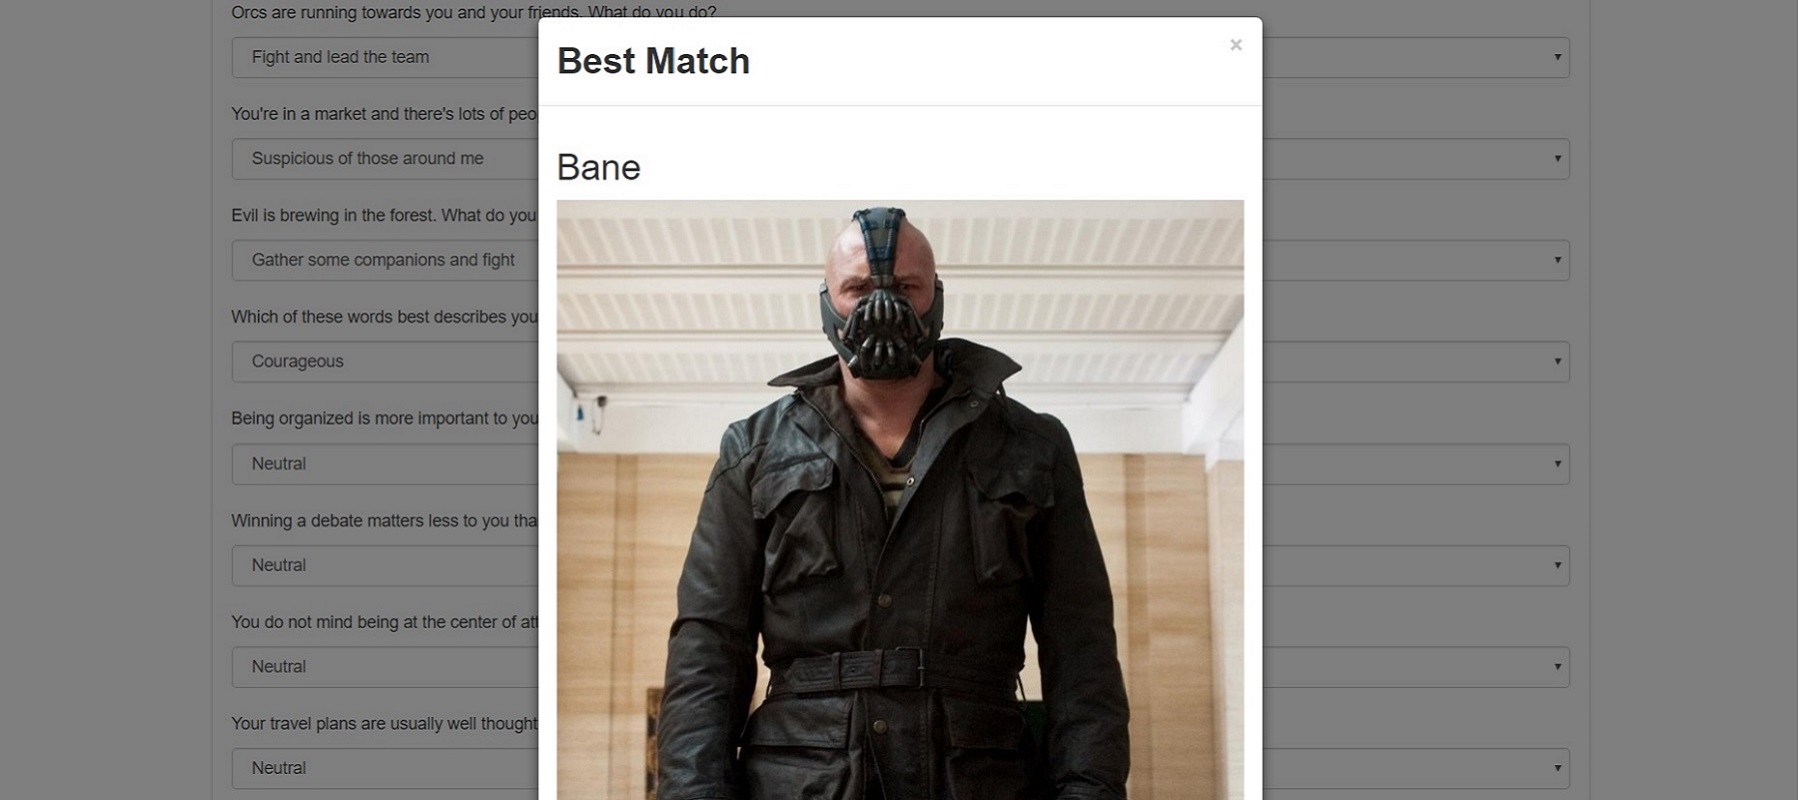 Orcs are running towards you and your friends. What do you do?
Best Match
×
Fight and lead the team
You're in a market and there's lots of peo
Suspicious of those around me
Bane
Evil is brewing in the forest. What do you
Gather some companions and fight
Which of these words best describes you
Courageous
Being organized is more important to you
Neutral
Winning a debate matters less to you tha
Neutral
You do not mind being at the center of att
Neutral
Your travel plans are usually well thought
Neutral